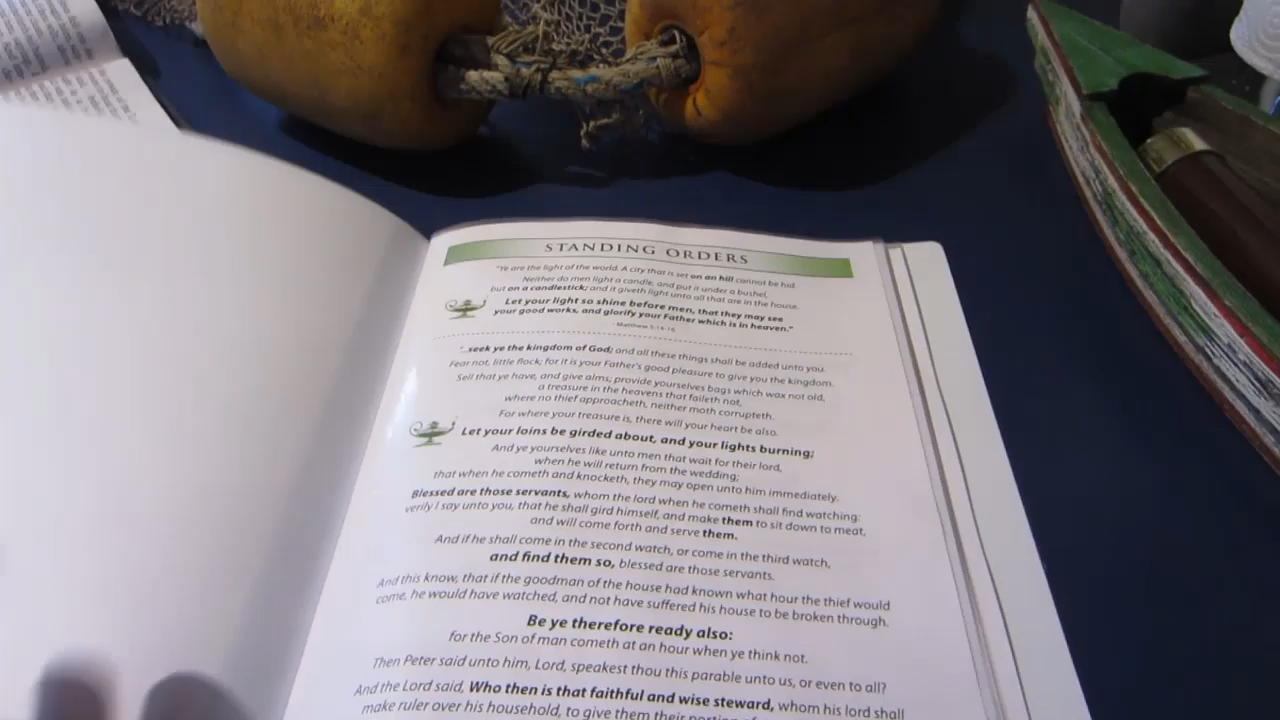 STANDING ORDERS
"Ye are the light of the world. A city that is set on an hill cannot be hid.
Neither do men light a candle, and put it under a bushel,
but on a candlestick; and it giveth light unto all that are in the house.
Let your light so shine before men, that they may see
your good works, and glorify your Father which is in heaven."
- Matthew 5:14-16
"...seek ye the kingdom of God; and all these things shall be added unto you.
Fear not, little flock; for it is your Father's good pleasure to give you the kingdom.
Sell that ye have, and give alms; provide yourselves bags which wax not old,
a treasure in the heavens that faileth not,
where no thief approacheth, neither moth corrupteth.
For where your treasure is, there will your heart be also.
Let your loins be girded about, and your lights burning;
And ye yourselves like unto men that wait for their lord,
when he will return from the wedding;
that when he cometh and knocketh, they may open unto him immediately.
Blessed are those servants, whom the lord when he cometh shall find watching:
verily I say unto you, that he shall gird himself, and make them to sit down to meat,
and will come forth and serve them.
And if he shall come in the second watch, or come in the third watch,
and find them so, blessed are those servants.
And this know, that if the goodman of the house had known what hour the thief would
come, he would have watched, and not have suffered his house to be broken through.
Be ye therefore ready also:
for the Son of man cometh at an hour when ye think not.
Then Peter said unto him, Lord, speakest thou this parable unto us, or even to all?
And the Lord said, Who then is that faithful and wise steward, whom his lord shall
make ruler over his household, to give them their portion of